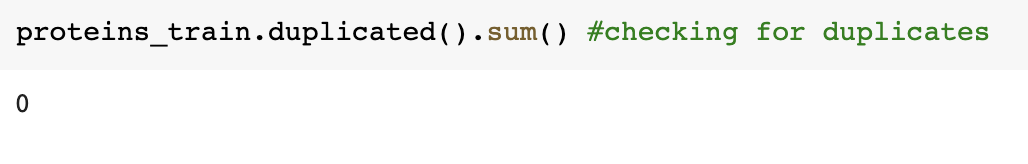 proteins_train.duplicated().sum() #checking for duplicates
0